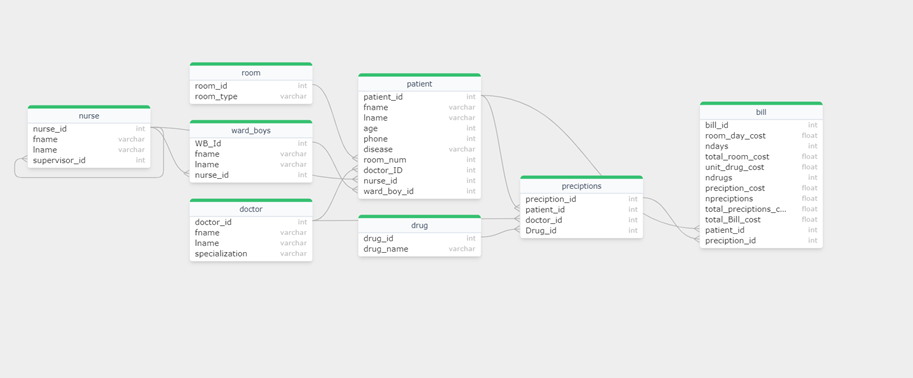 nurse
nurse_id int
fname varchar
lname varchar
supervisor_id int
room
room_id int
room_type varchar
ward_boys
WB_Id int
fname varchar
lname varchar
nurse_id int
doctor
doctor_id int
fname varchar
lname varchar
specialization varchar
patient
patient_id int
fname varchar
lname varchar
age int
phone int
disease varchar
room_num int
doctor_ID int
nurse_id int
ward_boy_id int
drug
drug_id int
drug_name varchar
preciptions
preciption_id int
patient_id int
doctor_id int
Drug_id int
bill
bill_id int
room_day_cost float
ndays int
total_room_cost float
unit_drug_cost float
ndrugs int
preciption_cost float
npreciptions int
total_preciptions_c... float
total_Bill_cost float
patient_id int
preciption_id int